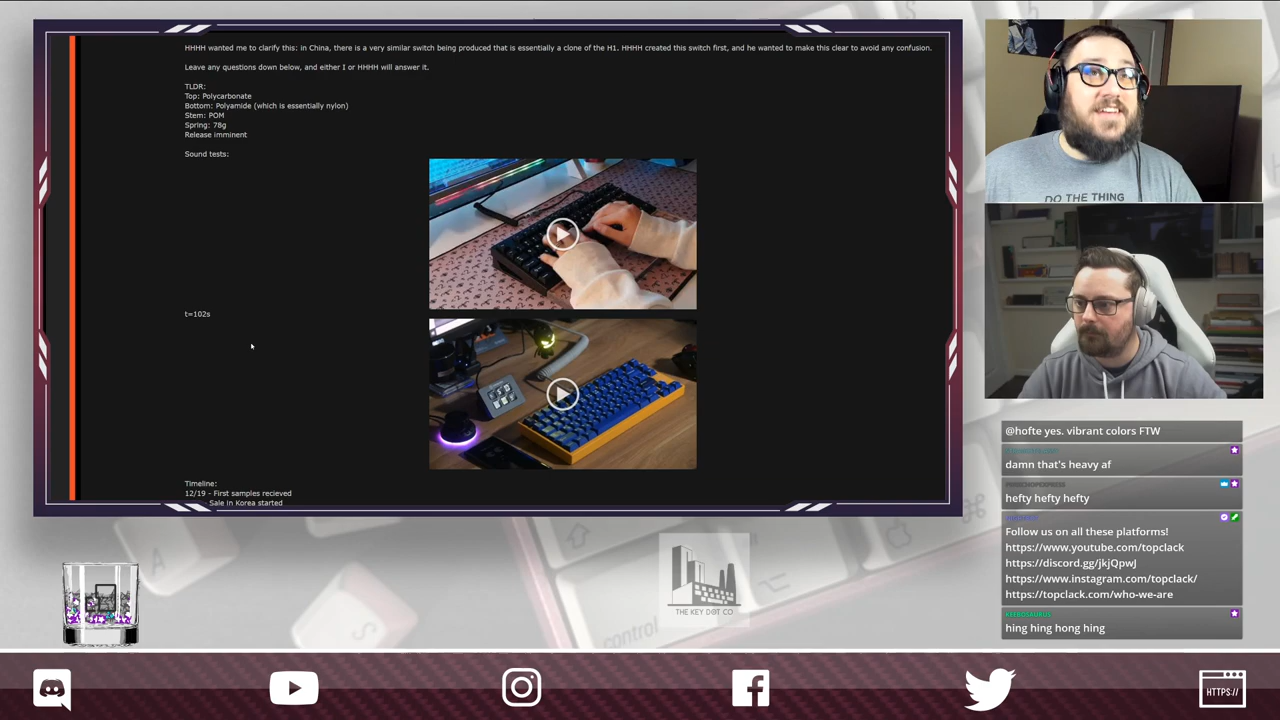 HHHH wanted me to clarify this: in China, there is a very similar switch being produced that is essentially a clone of the H1. HHHH created this switch first, and he wanted to make this clear to avoid any confusion.
Leave any questions down below, and either I or HHHH will answer it.
TLDR:
Top: Polycarbonate
Bottom: Polyamide (which is essentially nylon)
Stem: POM
Spring: 78g
Release imminent
Sound tests:
t=102s
Timeline:
12/19 - First samples recieved
- Sale in Korea started
DO THE THING
@hofte yes. vibrant colors FTW
damn that's heavy af
hefty hefty hefty
Follow us on all these platforms!
https://www.youtube.com/topclack
https://discord.gg/jkjQpwJ
https://www.instagram.com/topclack/
https://topclack.com/who-we-are
KEEBOSAURUS
hing hing hong hing
THE KEY DOT CO
control
HTTPS://